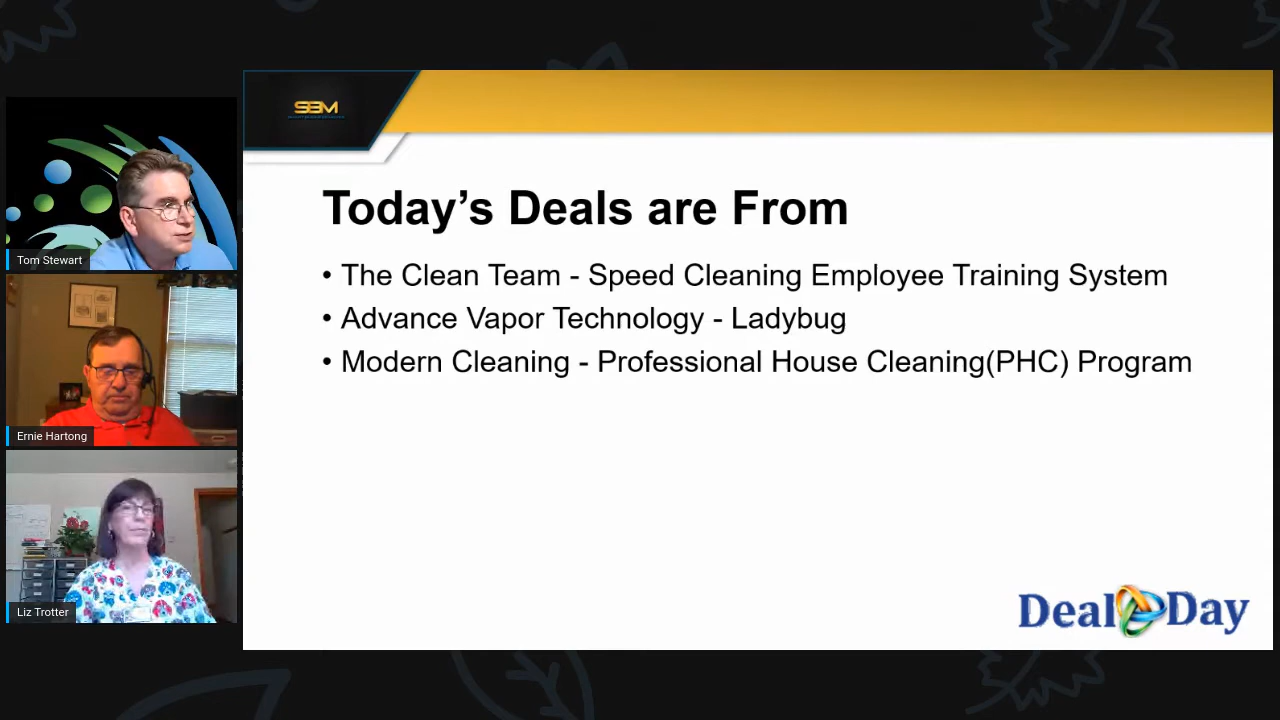 SBM
Today’s Deals are From
• The Clean Team - Speed Cleaning Employee Training System
• Advance Vapor Technology - Ladybug
• Modern Cleaning - Professional House Cleaning(PHC) Program
Tom Stewart
Ernie Hartong
Liz Trotter
Deal Day